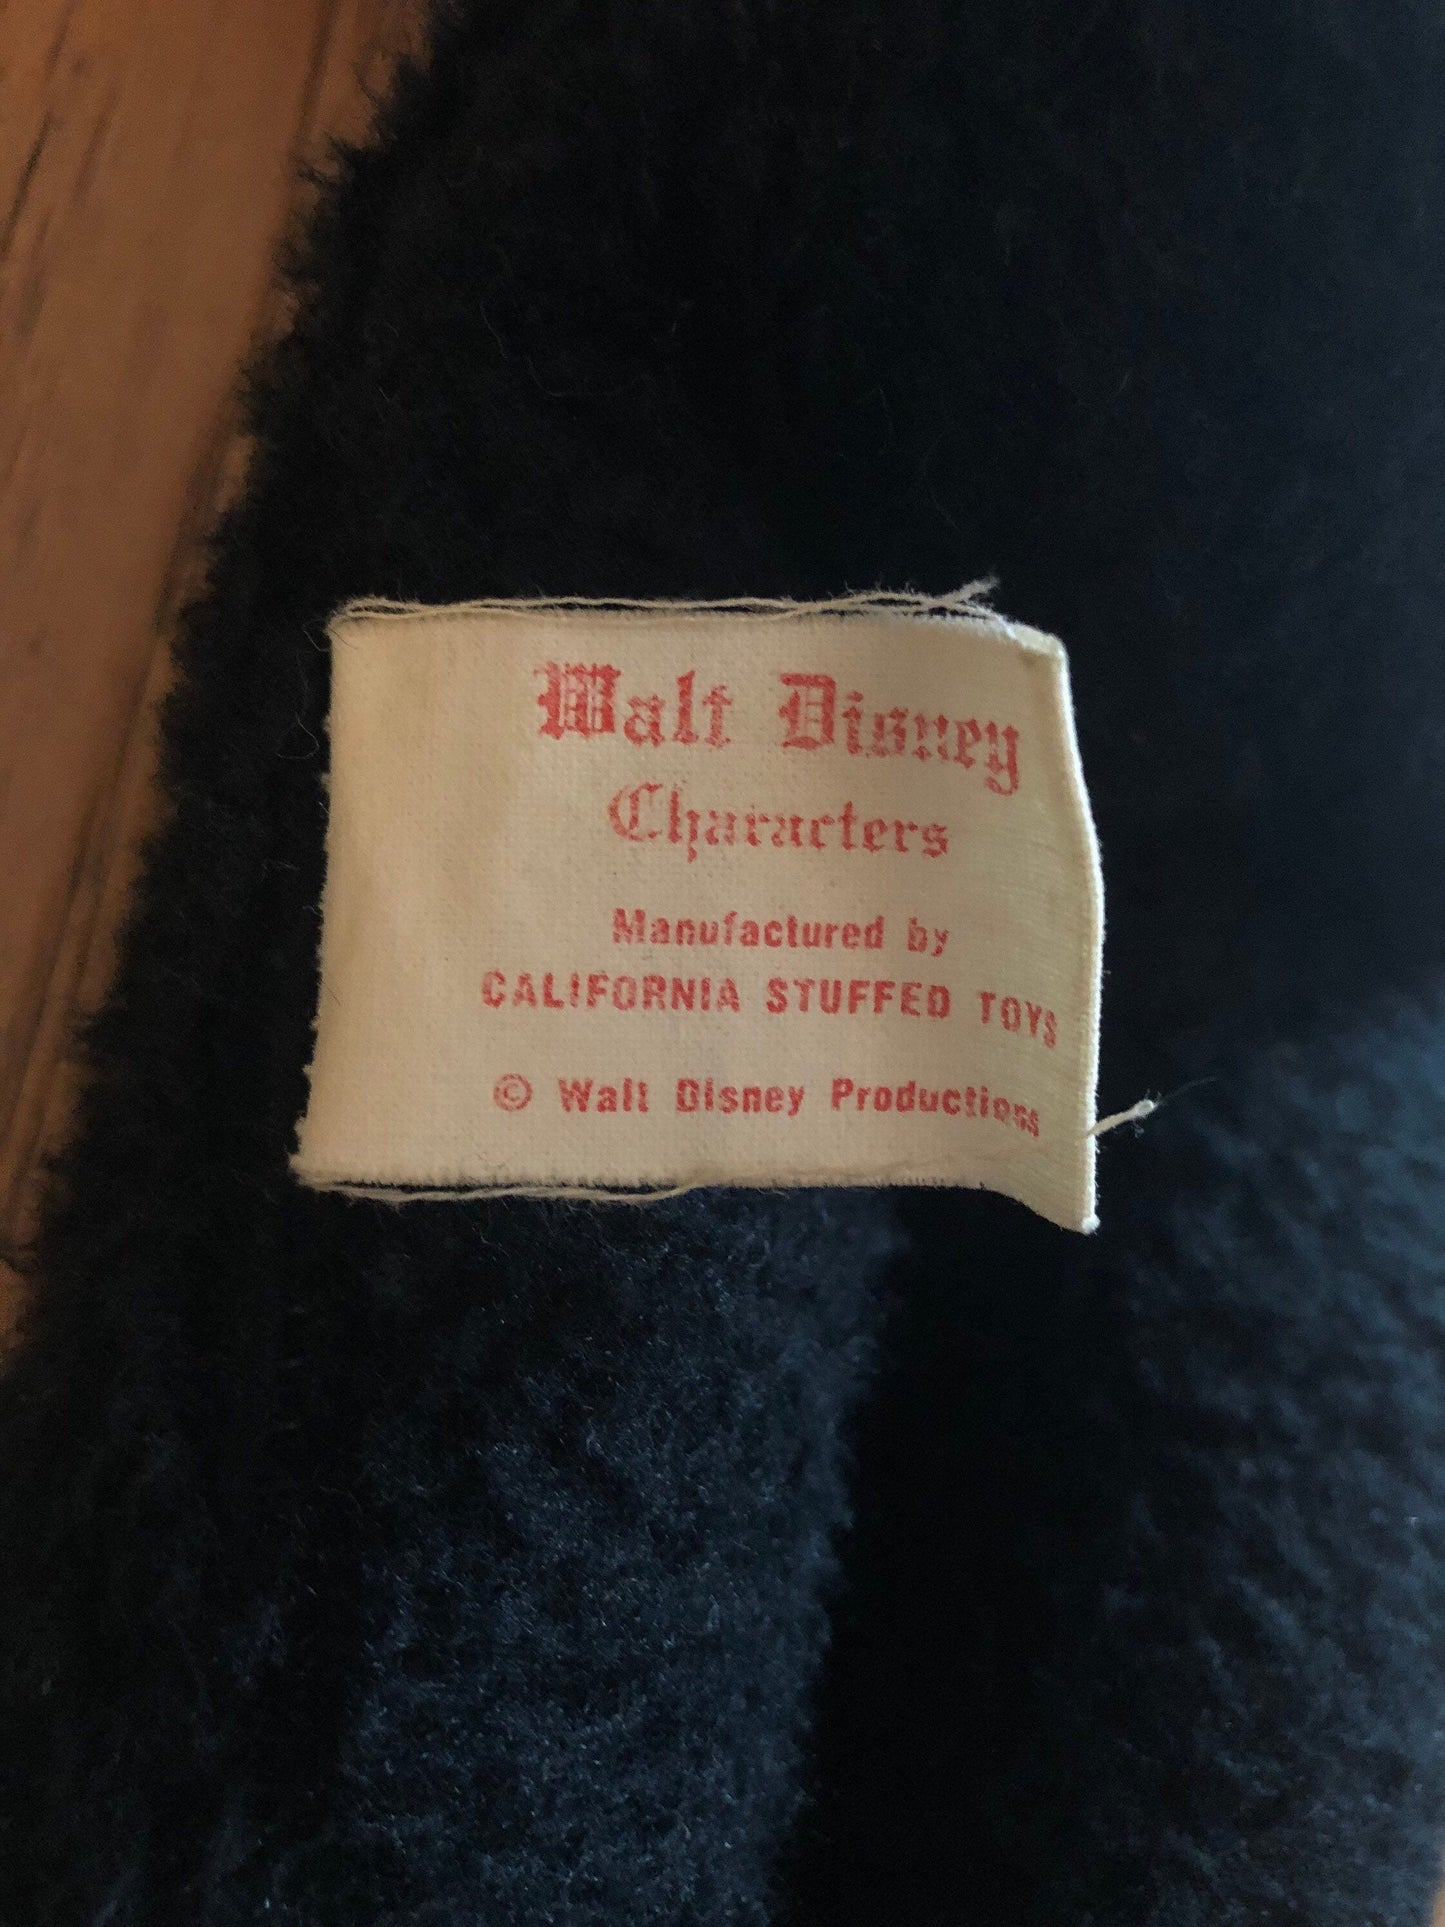 Walt Disney
Characters
Manufactured by
CALIFORNIA STUFFED TOYS
© Walt Disney Productions